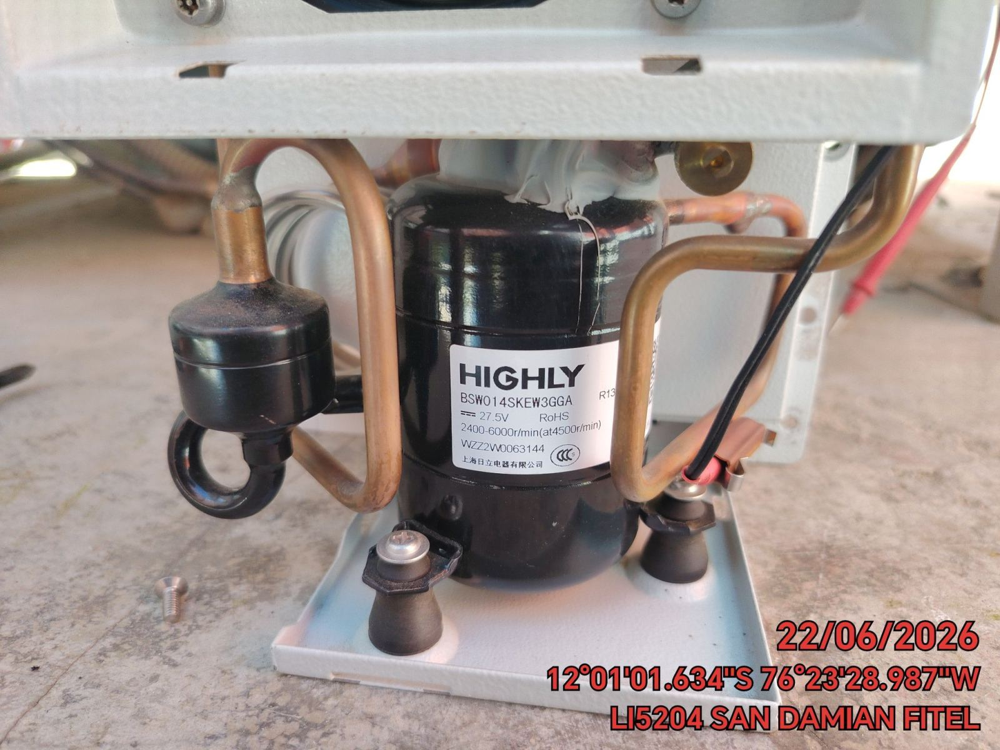 HIGHLY
BSW014SKEW3GGA
R13
⎓ 27.5V RoHS
2400-6000r/min(at4500r/min)
WZZ2W0063144
CCC S
上海日立电器有限公司
22/06/2026
12°01'01.634"S 76°23'28.987"W
LI5204 SAN DAMIAN FITEL